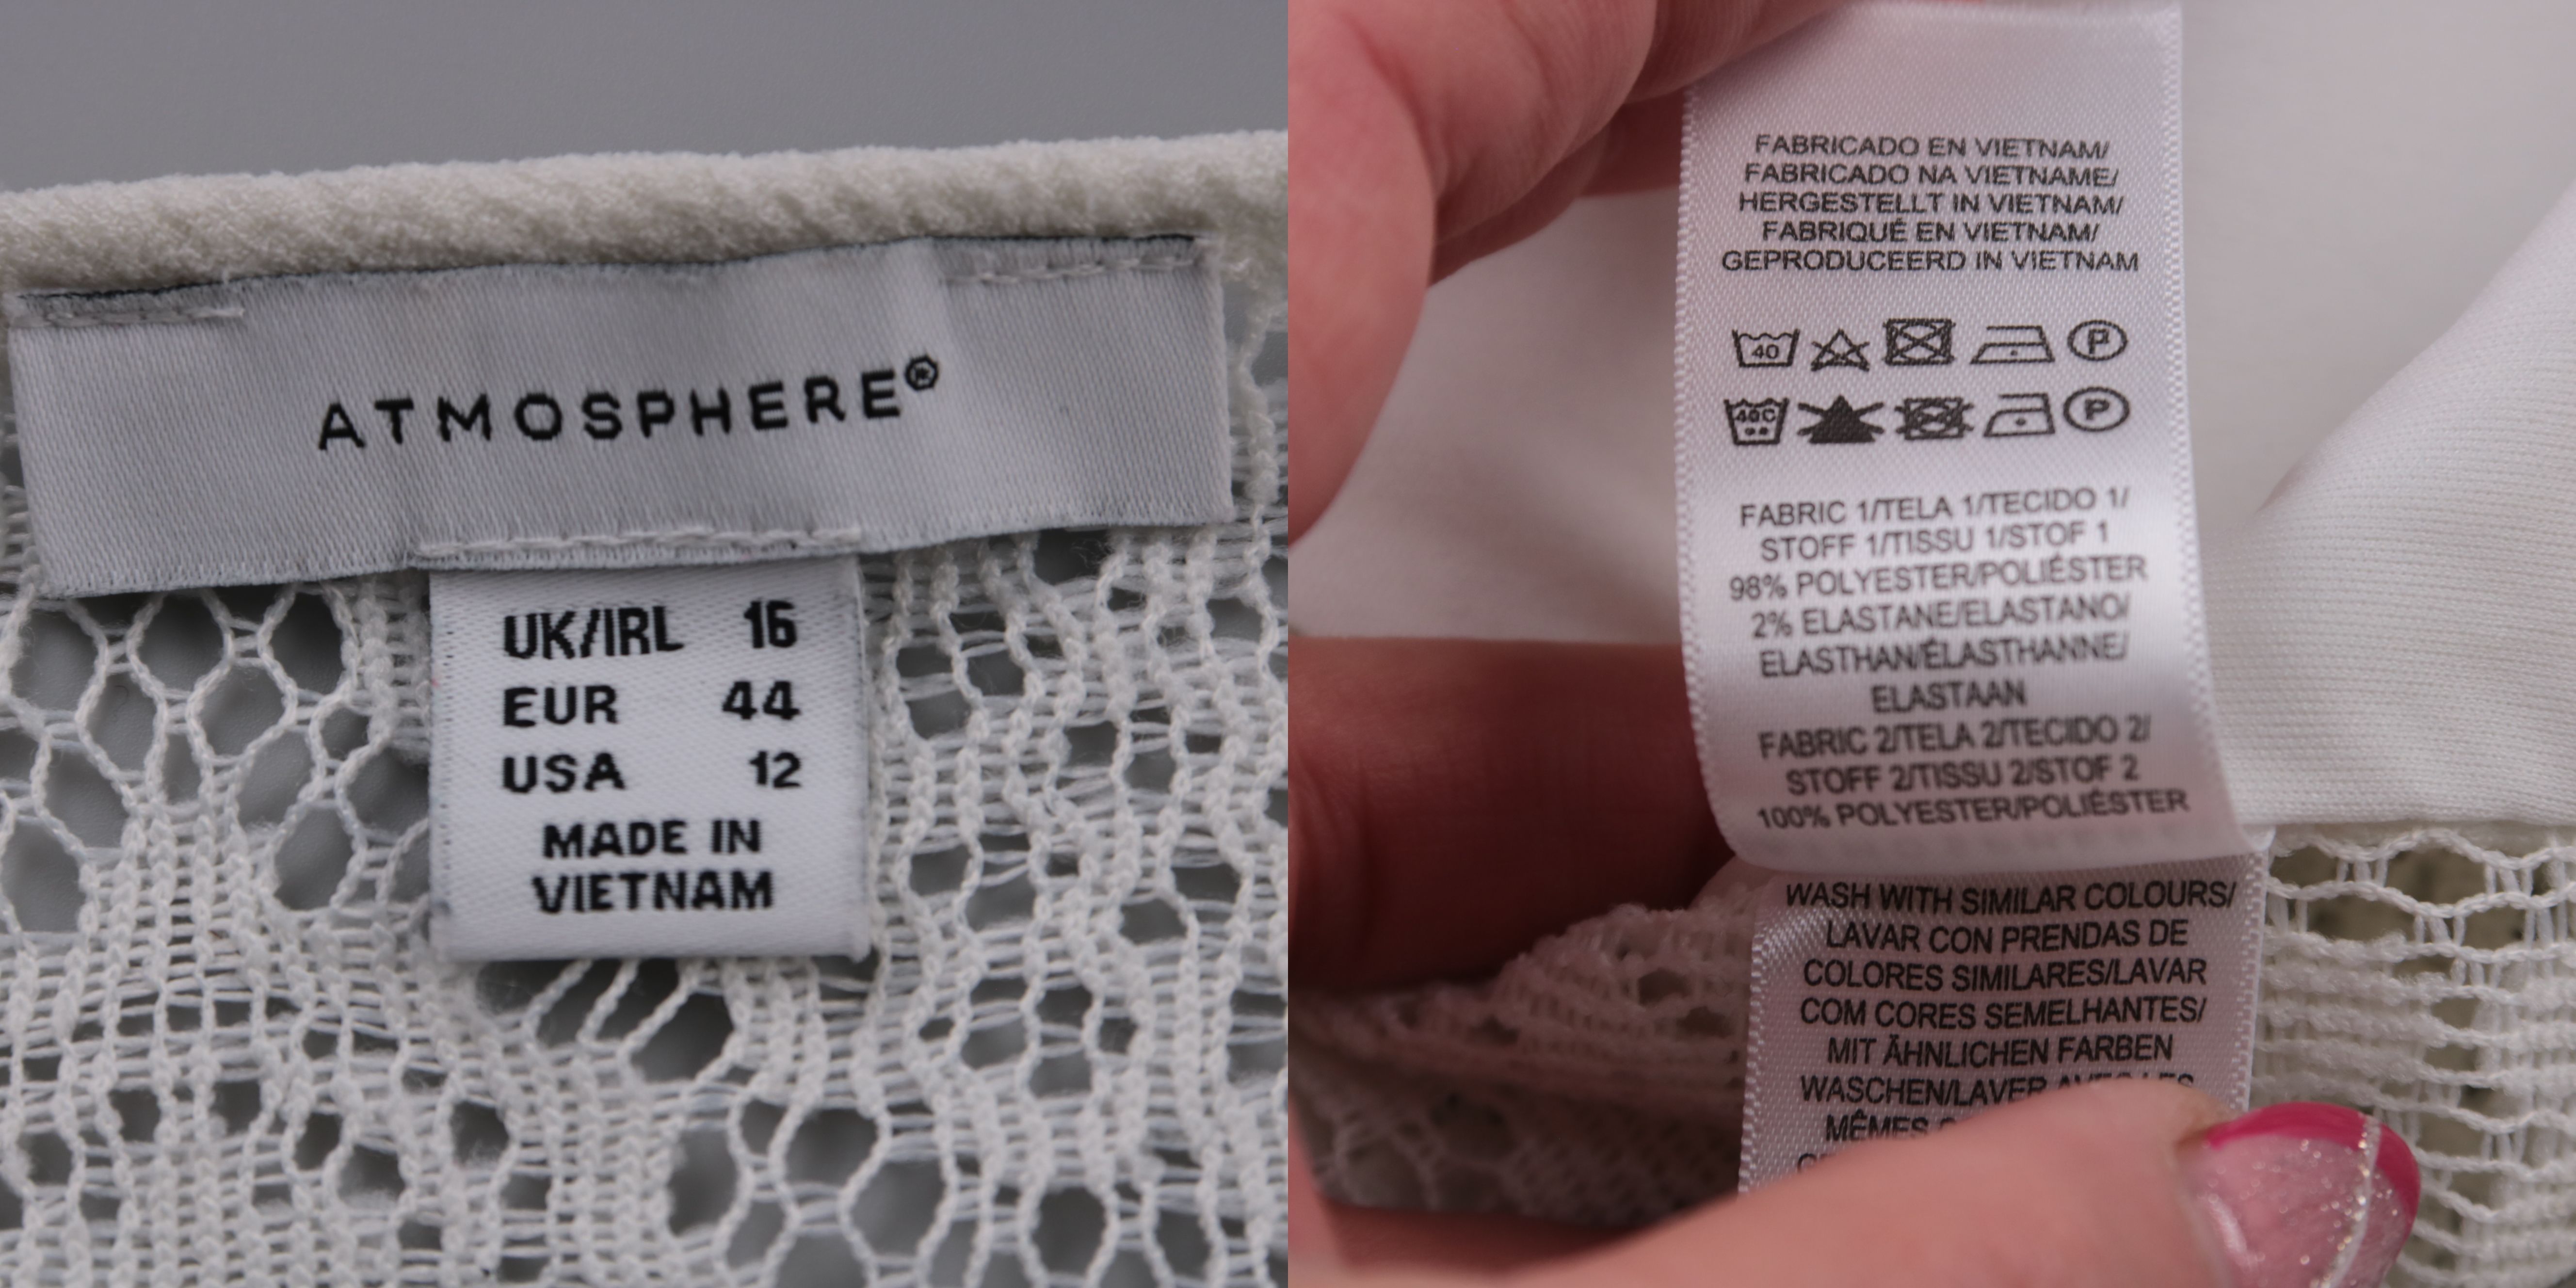 ATMOSPHERE®
UK/IRL 16
EUR 44
USA 12
MADE IN
VIETNAM
FABRICADO EN VIETNAM/
FABRICADO NA VIETNAME/
HERGESTELLT IN VIETNAM/
FABRIQUÉ EN VIETNAM/
GEPRODUCEERD IN VIETNAM
40 P
40C P
FABRIC 1/TELA 1/TECIDO 1/
STOFF 1/TISSU 1/STOF 1
98% POLYESTER/POLIÉSTER
2% ELASTANE/ELASTANO/
ELASTHAN/ÉLASTHANNE/
ELASTAAN
FABRIC 2/TELA 2/TECIDO 2/
STOFF 2/TISSU 2/STOF 2
100% POLYESTER/POLIÉSTER
WASH WITH SIMILAR COLOURS/
LAVAR CON PRENDAS DE
COLORES SIMILARES/LAVAR
COM CORES SEMELHANTES/
MIT ÄHNLICHEN FARBEN
WASCHEN/LAVER AVEC LES
MÊMES